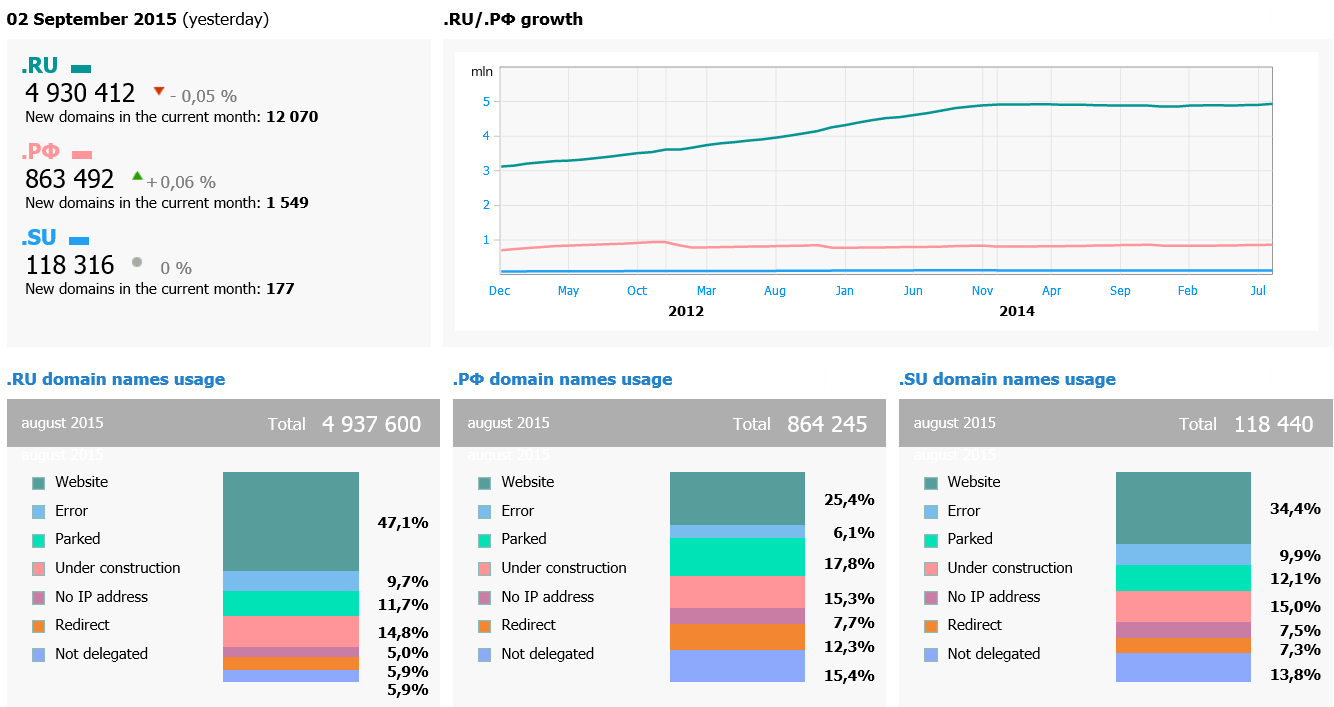 02 September 2015 (yesterday)
.RU
4 930 412 - 0,05 %
New domains in the current month: 12 070
.РФ
863 492 +0,06 %
New domains in the current month: 1 549
.SU
118 316 0 %
New domains in the current month: 177
.RU/.РФ growth
mln
5
4
3
2
1
Dec May Oct Mar Aug Jan Jun Nov Apr Sep Feb Jul
2012 2014
.RU domain names usage
august 2015 Total 4 937 600
august 2015
Website
Error
Parked
Under construction
No IP address
Redirect
Not delegated
47,1%
9,7%
11,7%
14,8%
5,0%
5,9%
5,9%
.РФ domain names usage
august 2015 Total 864 245
august 2015
Website
Error
Parked
Under construction
No IP address
Redirect
Not delegated
25,4%
6,1%
17,8%
15,3%
7,7%
12,3%
15,4%
.SU domain names usage
august 2015 Total 118 440
august 2015
Website
Error
Parked
Under construction
No IP address
Redirect
Not delegated
34,4%
9,9%
12,1%
15,0%
7,5%
7,3%
13,8%